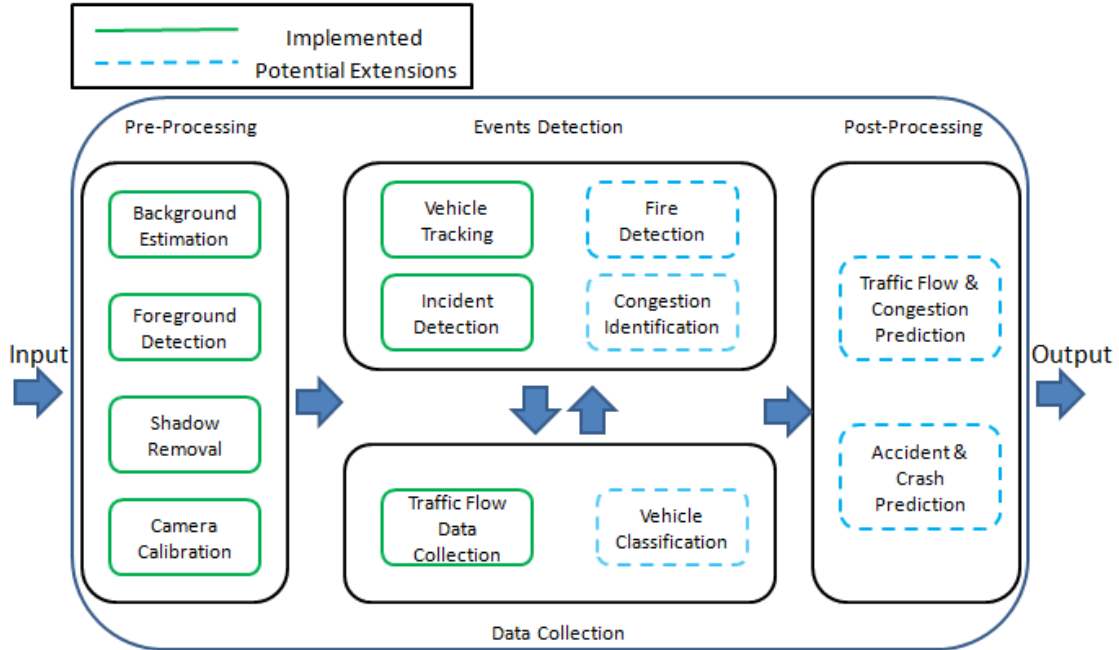 Implemented
Potential Extensions
Pre-Processing
Events Detection
Post-Processing
Input
Background
Estimation
Foreground
Detection
Shadow
Removal
Camera
Calibration
Vehicle
Tracking
Fire
Detection
Incident
Detection
Congestion
Identification
Traffic Flow
Data
Collection
Vehicle
Classification
Data Collection
Traffic Flow &
Congestion
Prediction
Accident &
Crash
Prediction
Output